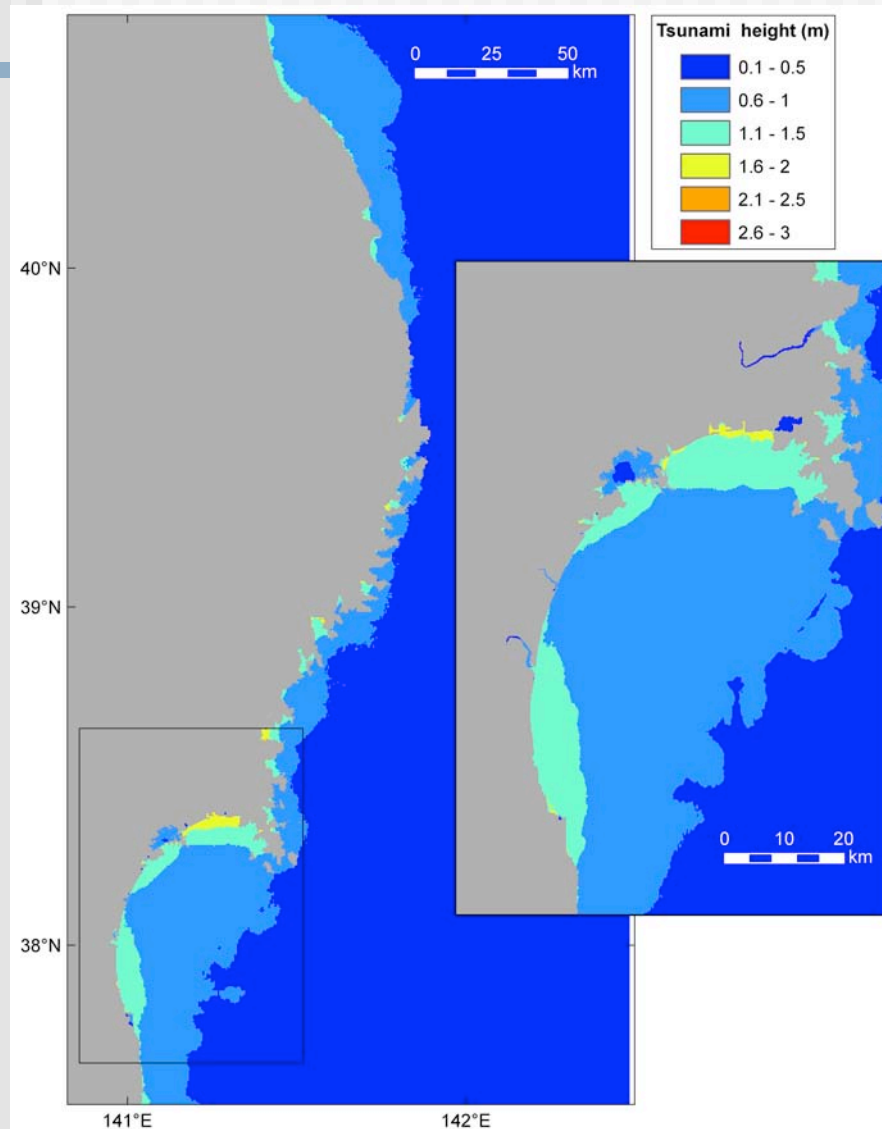 Tsunami height (m)
0.1 - 0.5
0.6 - 1
1.1 - 1.5
1.6 - 2
2.1 - 2.5
2.6 - 3
0 25 50
km
40°N
39°N
38°N
0 10 20
km
141°E 142°E